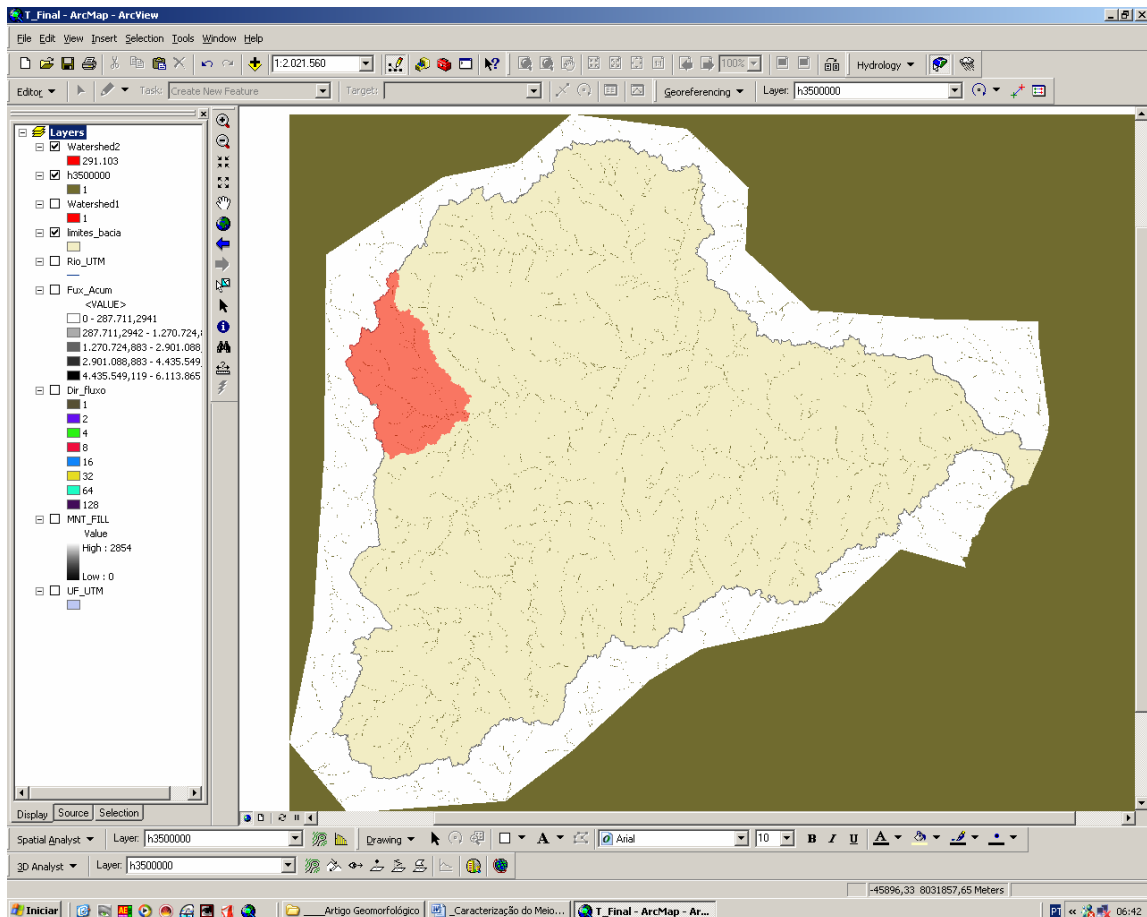 T_Final - ArcMap - ArcView
File Edit View Insert Selection Tools Window Help
1:2.021.560 100% Hydrology
Editor Task: Create New Feature Target: Georeferencing Layer: h3500000
Layers
Watershed2
291.103
h3500000
1
Watershed1
1
limites_bacia
Rio_UTM
Fux_Acum
<VALUE>
0 - 287.711,2941
287.711,2942 - 1.270.724,
1.270.724,883 - 2.901.088,
2.901.088,883 - 4.435.549,
4.435.549,119 - 6.113.865
Dir_fluxo
1
2
4
8
16
32
64
128
MNT_FILL
Value
High : 2854
Low : 0
UF_UTM
Display Source Selection
Spatial Analyst Layer: h3500000 Drawing A Arial 10 B I U A
3D Analyst Layer: h3500000
-45896,33 8031857,65 Meters
Iniciar ____Artigo Geomorfológico _Caracterização do Meio... T_Final - ArcMap - Ar... PT 06:42